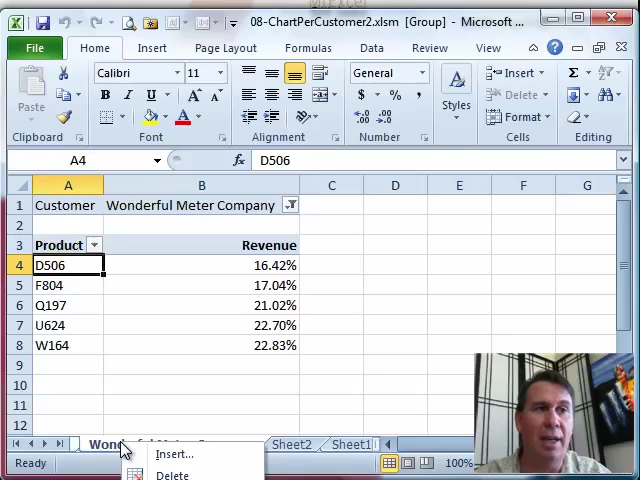 08-ChartPerCustomer2.xlsm [Group] - Microsoft ...
File Home Insert Page Layout Formulas Data Review View
Paste Calibri 11 General Styles Insert Σ
B I U $ % , Delete
A Format
Clipboard Font Alignment Number Cells Editing
A4 fx D506
A B C D E F G
1 Customer Wonderful Meter Company
2
3 Product Revenue
4 D506 16.42%
5 F804 17.04%
6 Q197 21.02%
7 U624 22.70%
8 W164 22.83%
9
10
11
12
Sheet2 Sheet1
Insert...
Ready 100%
Delete